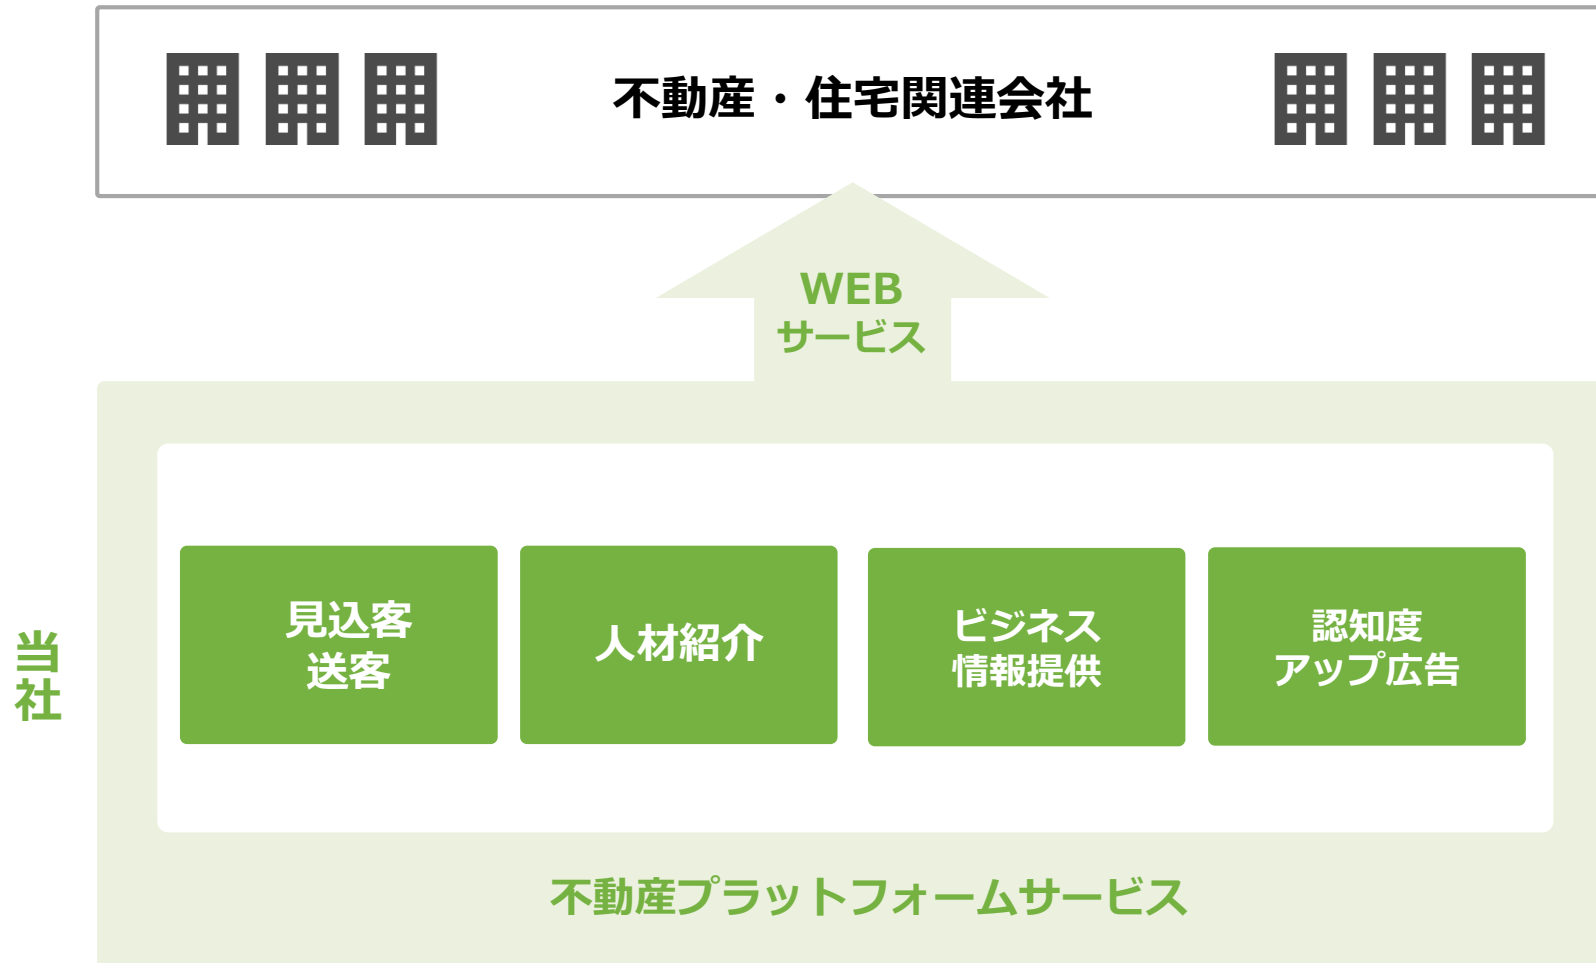 不動産・住宅関連会社
WEB
サービス
見込客
送客
人材紹介
ビジネス
情報提供
認知度
アップ広告
当社
不動産プラットフォームサービス